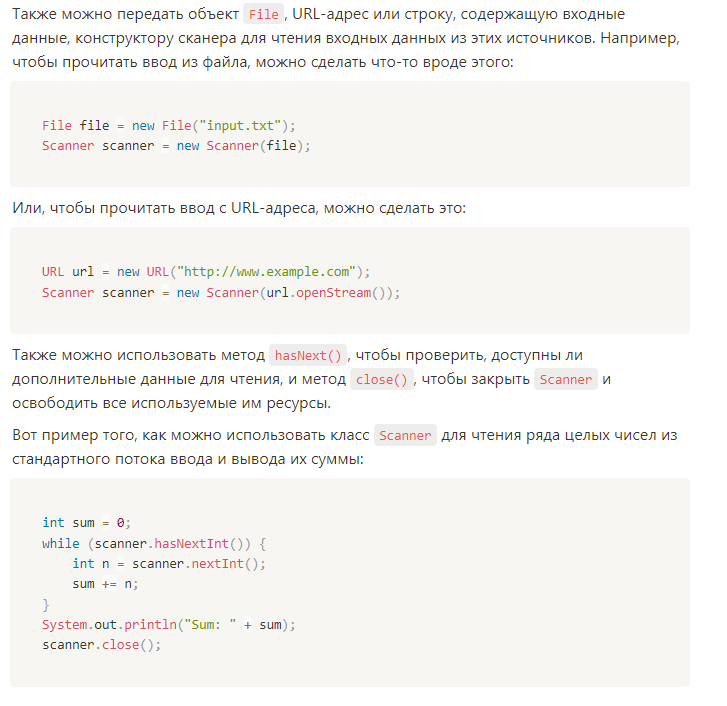 Также можно передать объект File, URL-адрес или строку, содержащую входные
данные, конструктору сканера для чтения входных данных из этих источников. Например,
чтобы прочитать ввод из файла, можно сделать что-то вроде этого:
File file = new File("input.txt");
Scanner scanner = new Scanner(file);
Или, чтобы прочитать ввод с URL-адреса, можно сделать это:
URL url = new URL("http://www.example.com");
Scanner scanner = new Scanner(url.openStream());
Также можно использовать метод hasNext(), чтобы проверить, доступны ли
дополнительные данные для чтения, и метод close(), чтобы закрыть Scanner и
освободить все используемые им ресурсы.
Вот пример того, как можно использовать класс Scanner для чтения ряда целых чисел из
стандартного потока ввода и вывода их суммы:
int sum = 0;
while (scanner.hasNextInt()) {
    int n = scanner.nextInt();
    sum += n;
}
System.out.println("Sum: " + sum);
scanner.close();